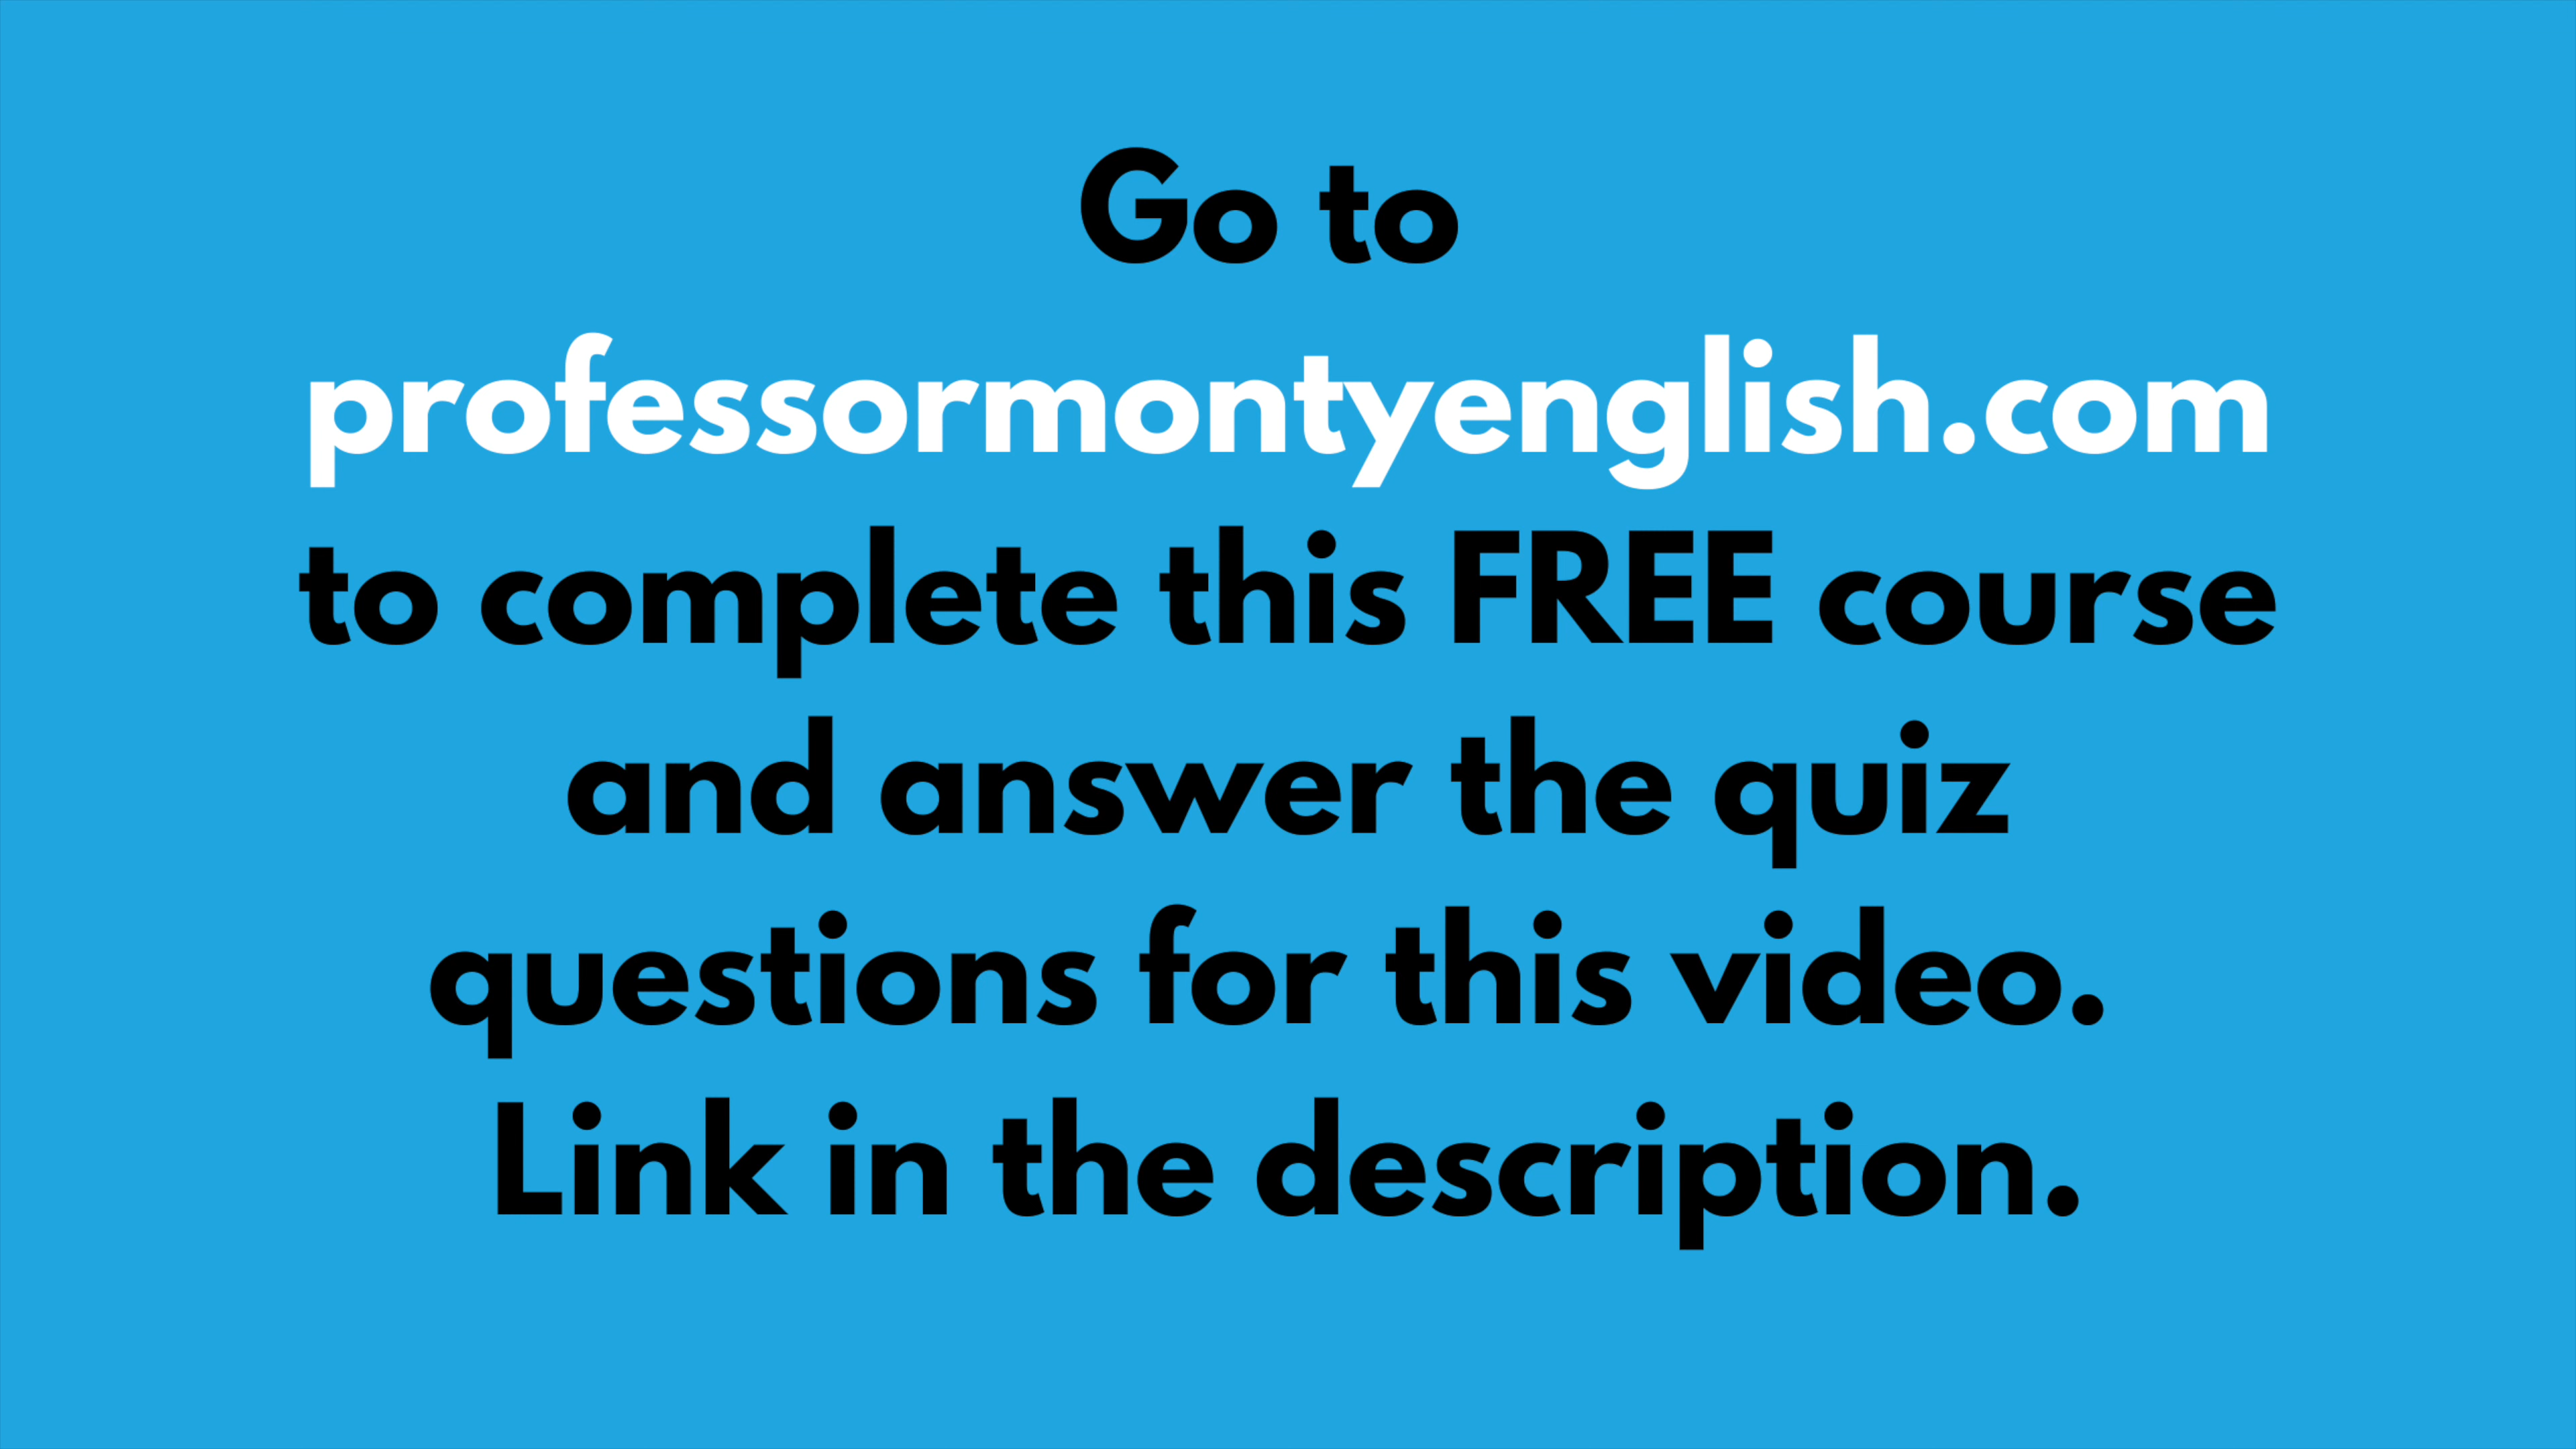 Go to
professormontyenglish.com
to complete this FREE course
and answer the quiz
questions for this video.
Link in the description.